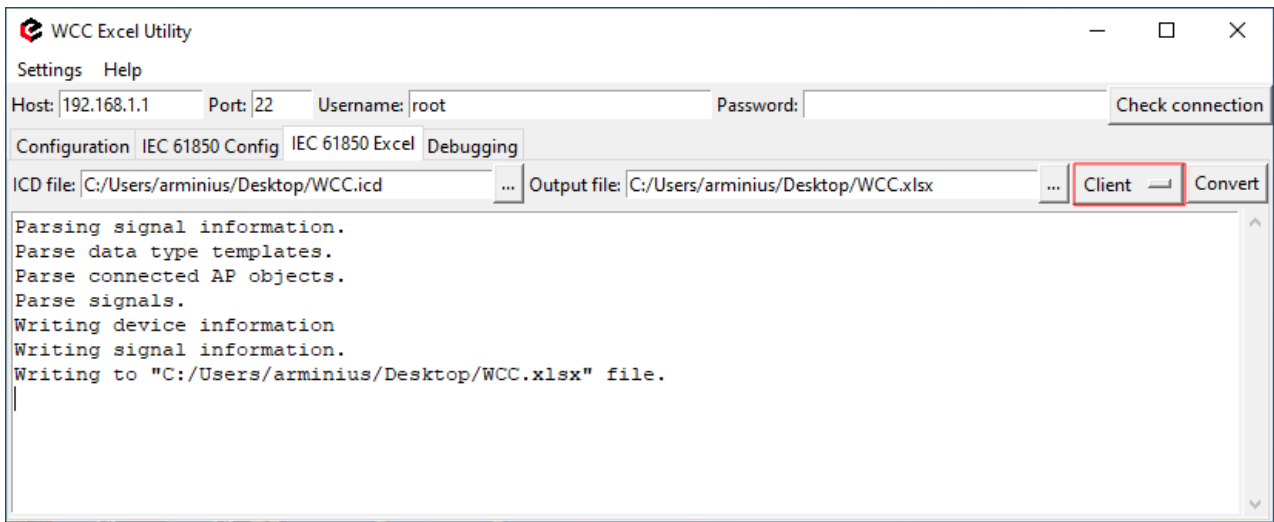 WCC Excel Utility
Settings Help
Host: 192.168.1.1 Port: 22 Username: root Password: Check connection
Configuration IEC 61850 Config IEC 61850 Excel Debugging
ICD file: C:/Users/arminius/Desktop/WCC.icd ... Output file: C:/Users/arminius/Desktop/WCC.xlsx ... Client Convert
Parsing signal information.
Parse data type templates.
Parse connected AP objects.
Parse signals.
Writing device information
Writing signal information.
Writing to "C:/Users/arminius/Desktop/WCC.xlsx" file.